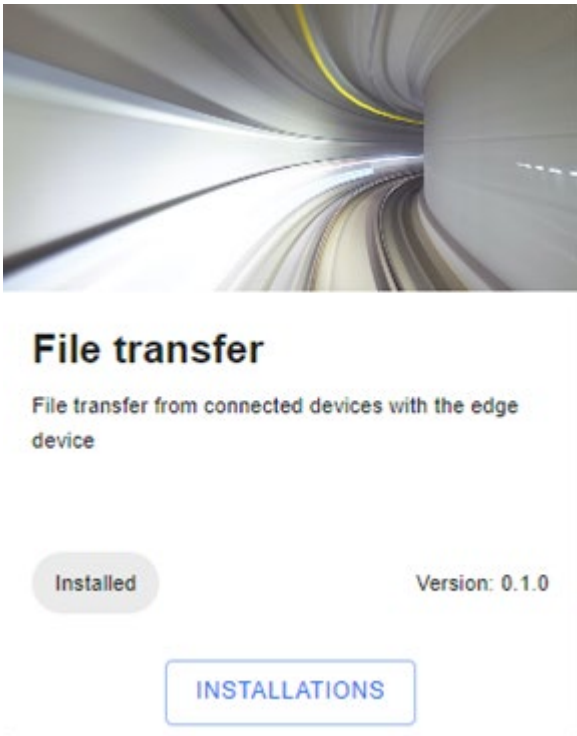 File transfer
File transfer from connected devices with the edge
device
Installed
Version: 0.1.0
INSTALLATIONS